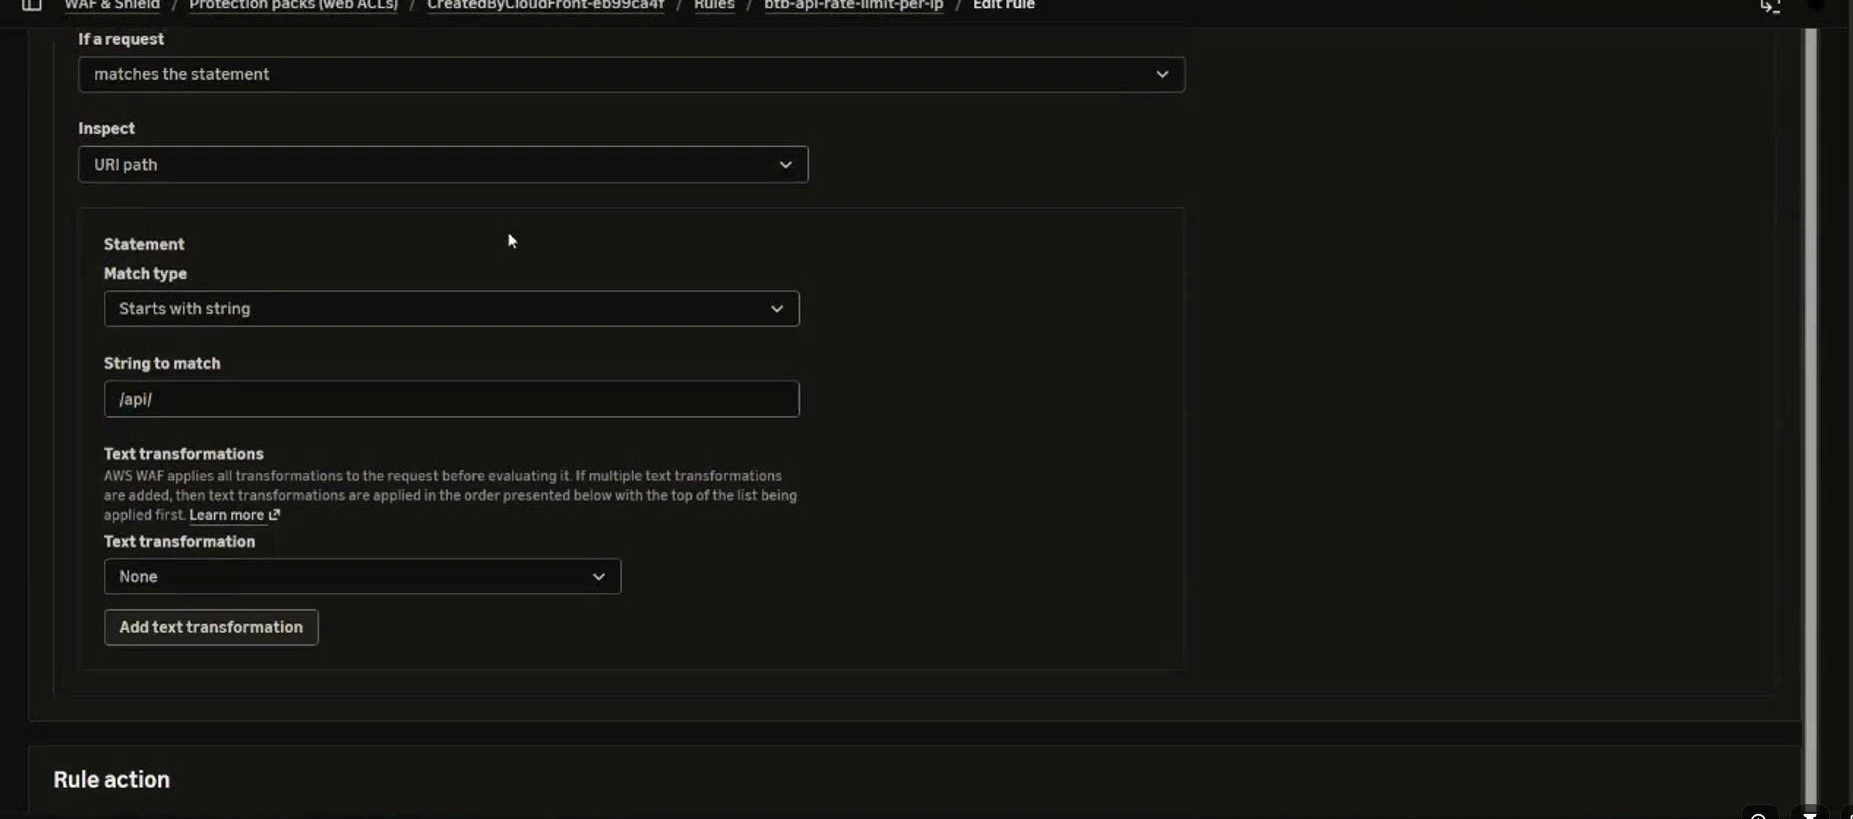 WAF & Shield / Protection packs (web ACLs) / CreatedByCloudFront-eb99ca4f / Rules / btb-api-rate-limit-per-ip / Edit rule
If a request
matches the statement
Inspect
URI path
Statement
Match type
Starts with string
String to match
/api/
Text transformations
AWS WAF applies all transformations to the request before evaluating it. If multiple text transformations
are added, then text transformations are applied in the order presented below with the top of the list being
applied first. Learn more
Text transformation
None
Add text transformation
Rule action